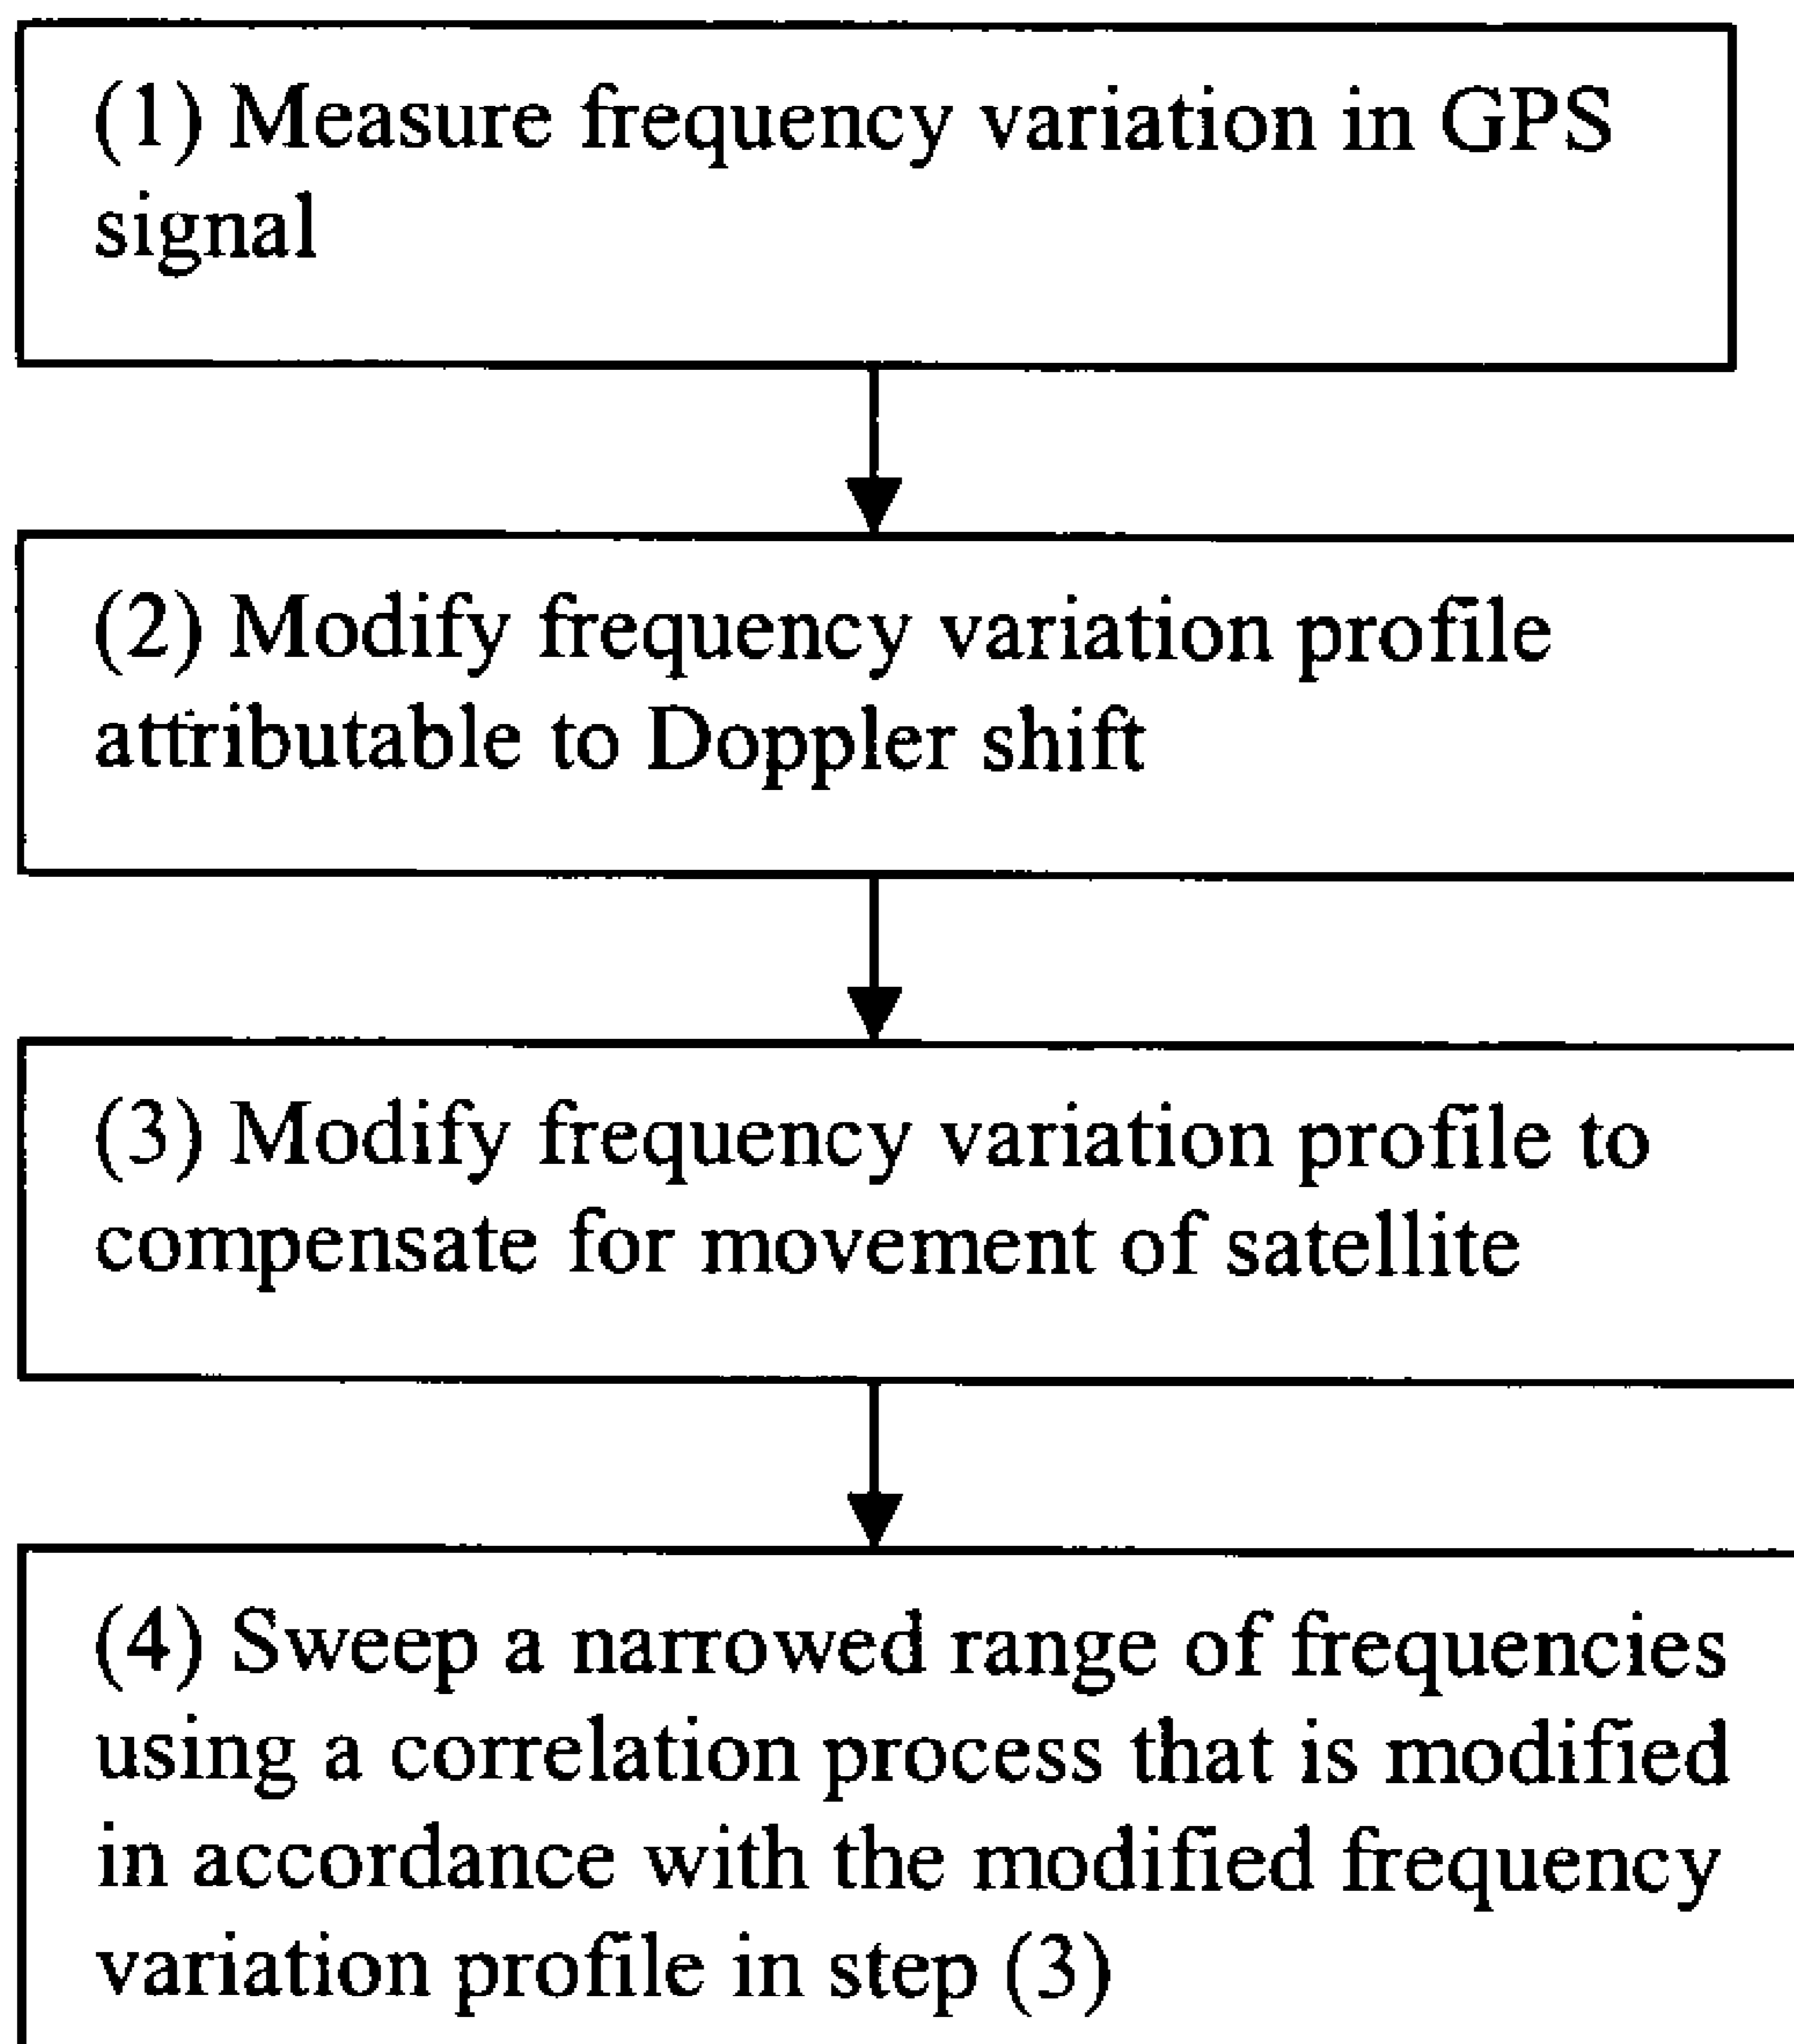 (1) Measure frequency variation in GPS
signal
(2) Modify frequency variation profile
attributable to Doppler shift
(3) Modify frequency variation profile to
compensate for movement of satellite
(4) Sweep a narrowed range of frequencies
using a correlation process that is modified
in accordance with the modified frequency
variation profile in step (3)